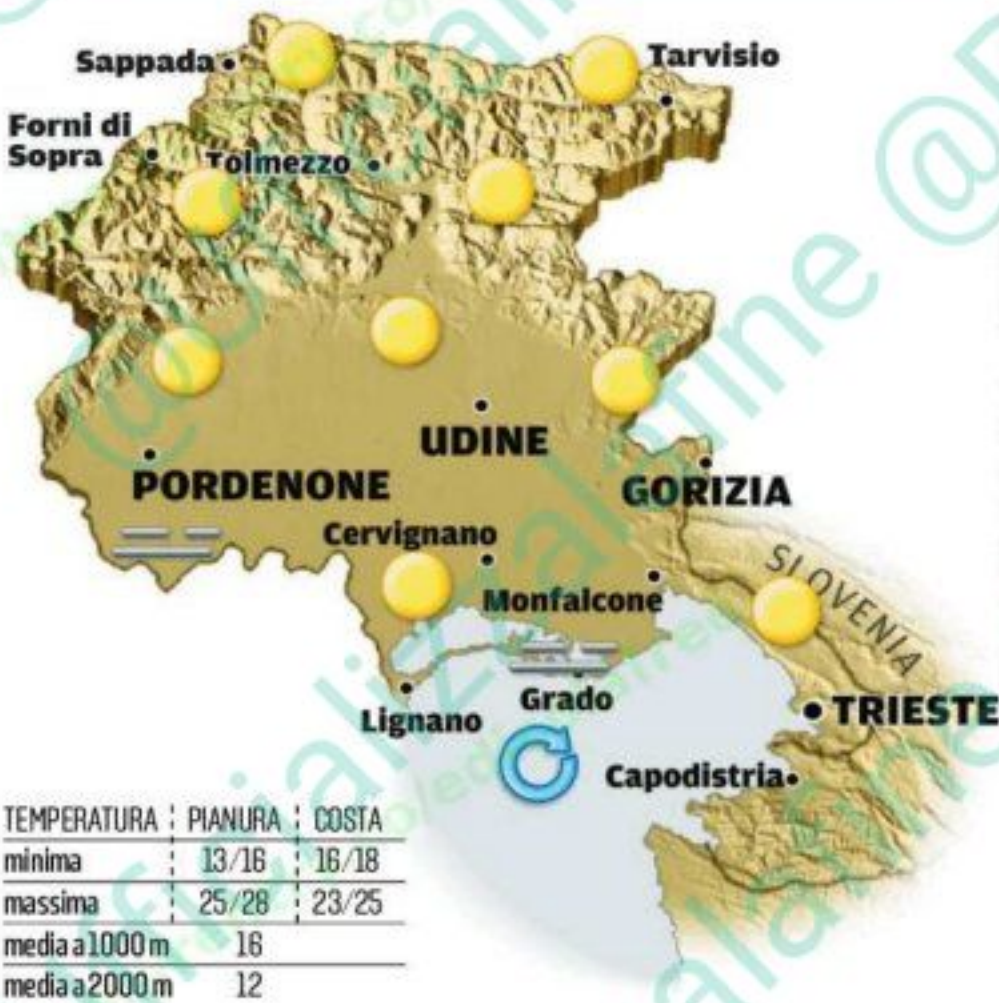 Sappada
Tarvisio
Forni di
Sopra
Tolmezzo
UDINE
PORDENONE
GORIZIA
Cervignano
SLOVENIA
Monfalcone
Grado
Lignano
TRIESTE
Capodistria
TEMPERATURA PIANURA COSTA
minima 13/16 16/18
massima 25/28 23/25
media a 1000 m 16
media a 2000 m 12